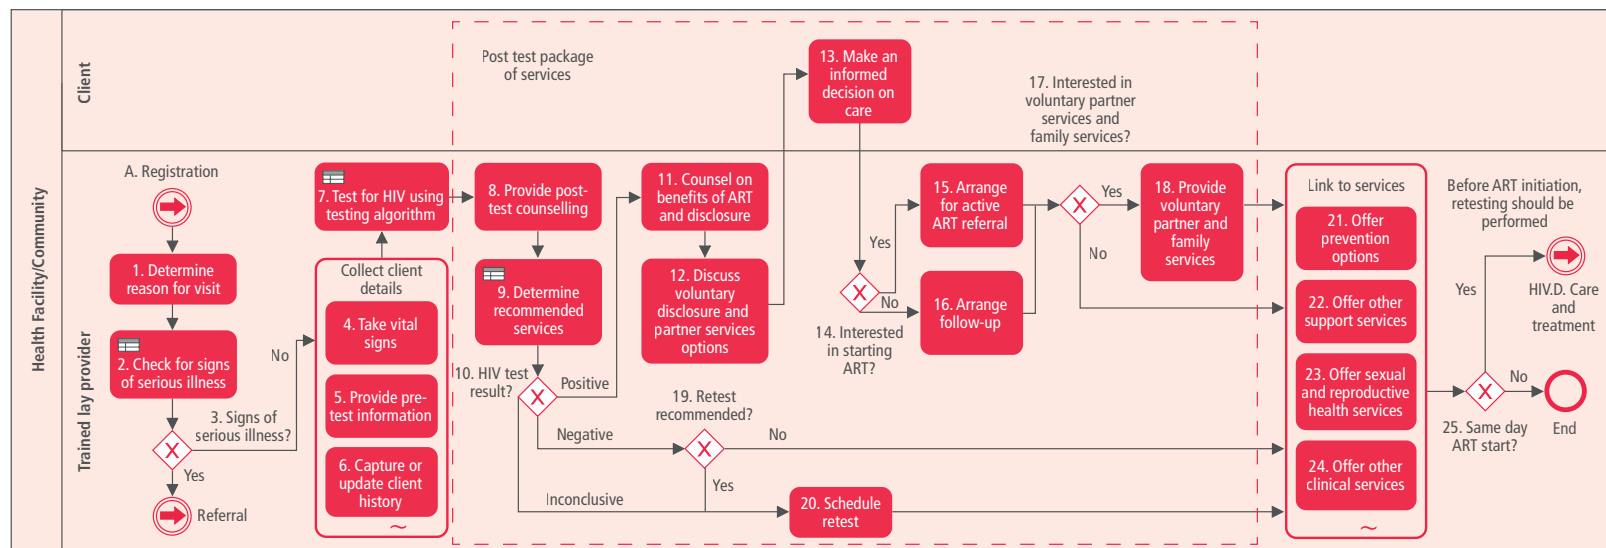 Health Facility/Community
Client
Trained lay provider
Post test package
of services
A. Registration
1. Determine
reason for visit
2. Check for signs
of serious illness
3. Signs of
serious illness?
No
Yes
Referral
Collect client
details
4. Take vital
signs
5. Provide pre-
test information
6. Capture or
update client
history
~
7. Test for HIV using
testing algorithm
8. Provide post-
test counselling
9. Determine
recommended
services
10. HIV test
result?
Positive
Negative
Inconclusive
11. Counsel on
benefits of ART
and disclosure
12. Discuss
voluntary
disclosure and
partner services
options
13. Make an
informed
decision on
care
14. Interested
in starting
ART?
Yes
No
15. Arrange
for active
ART referral
16. Arrange
follow-up
17. Interested in
voluntary partner
services and
family services?
Yes
No
18. Provide
voluntary
partner and
family
services
19. Retest
recommended?
No
Yes
20. Schedule
retest
Link to services
21. Offer
prevention
options
22. Offer other
support services
23. Offer sexual
and reproductive
health services
24. Offer other
clinical services
~
25. Same day
ART start?
Yes
No
Before ART initiation,
retesting should be
performed
HIV.D. Care
and
treatment
End